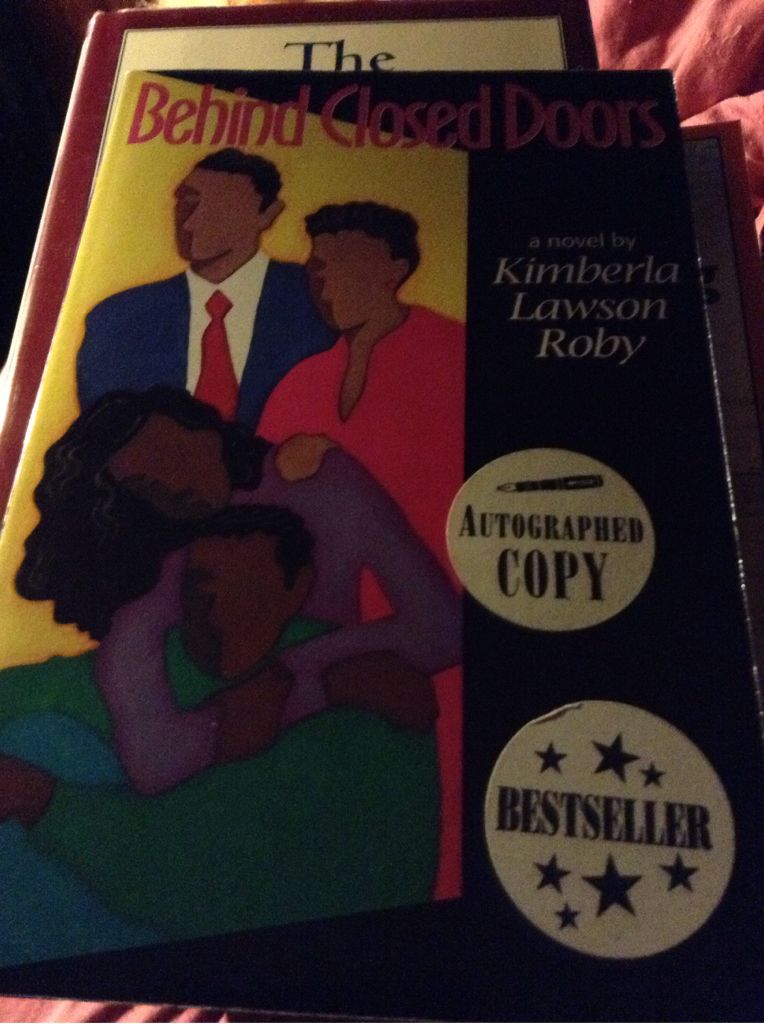 The
Behind Closed Doors
a novel by
Kimberla
Lawson
Roby
AUTOGRAPHED
COPY
BESTSELLER